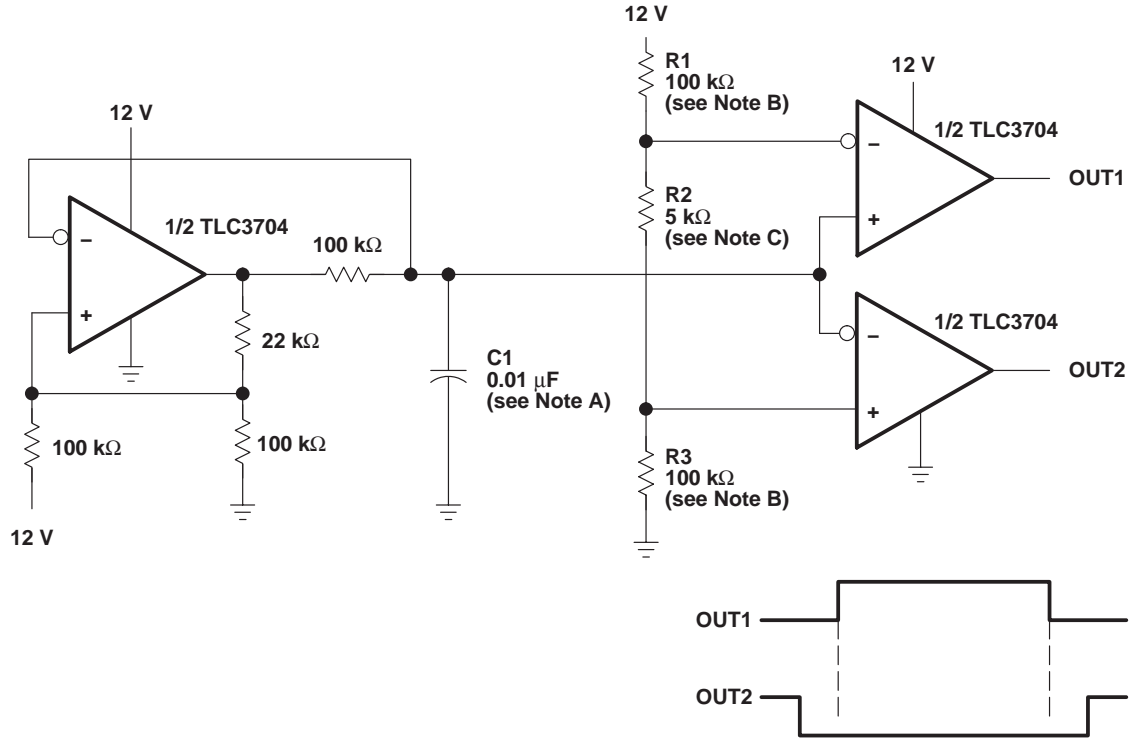 12 V
R1
100 kΩ
(see Note B)
12 V
1/2 TLC3704
12 V
−
OUT1
R2
5 kΩ
(see Note C)
+
1/2 TLC3704
100 kΩ
−
+
22 kΩ
1/2 TLC3704
−
OUT2
C1
0.01 μF
(see Note A)
+
100 kΩ
100 kΩ
R3
100 kΩ
(see Note B)
12 V
OUT1
OUT2